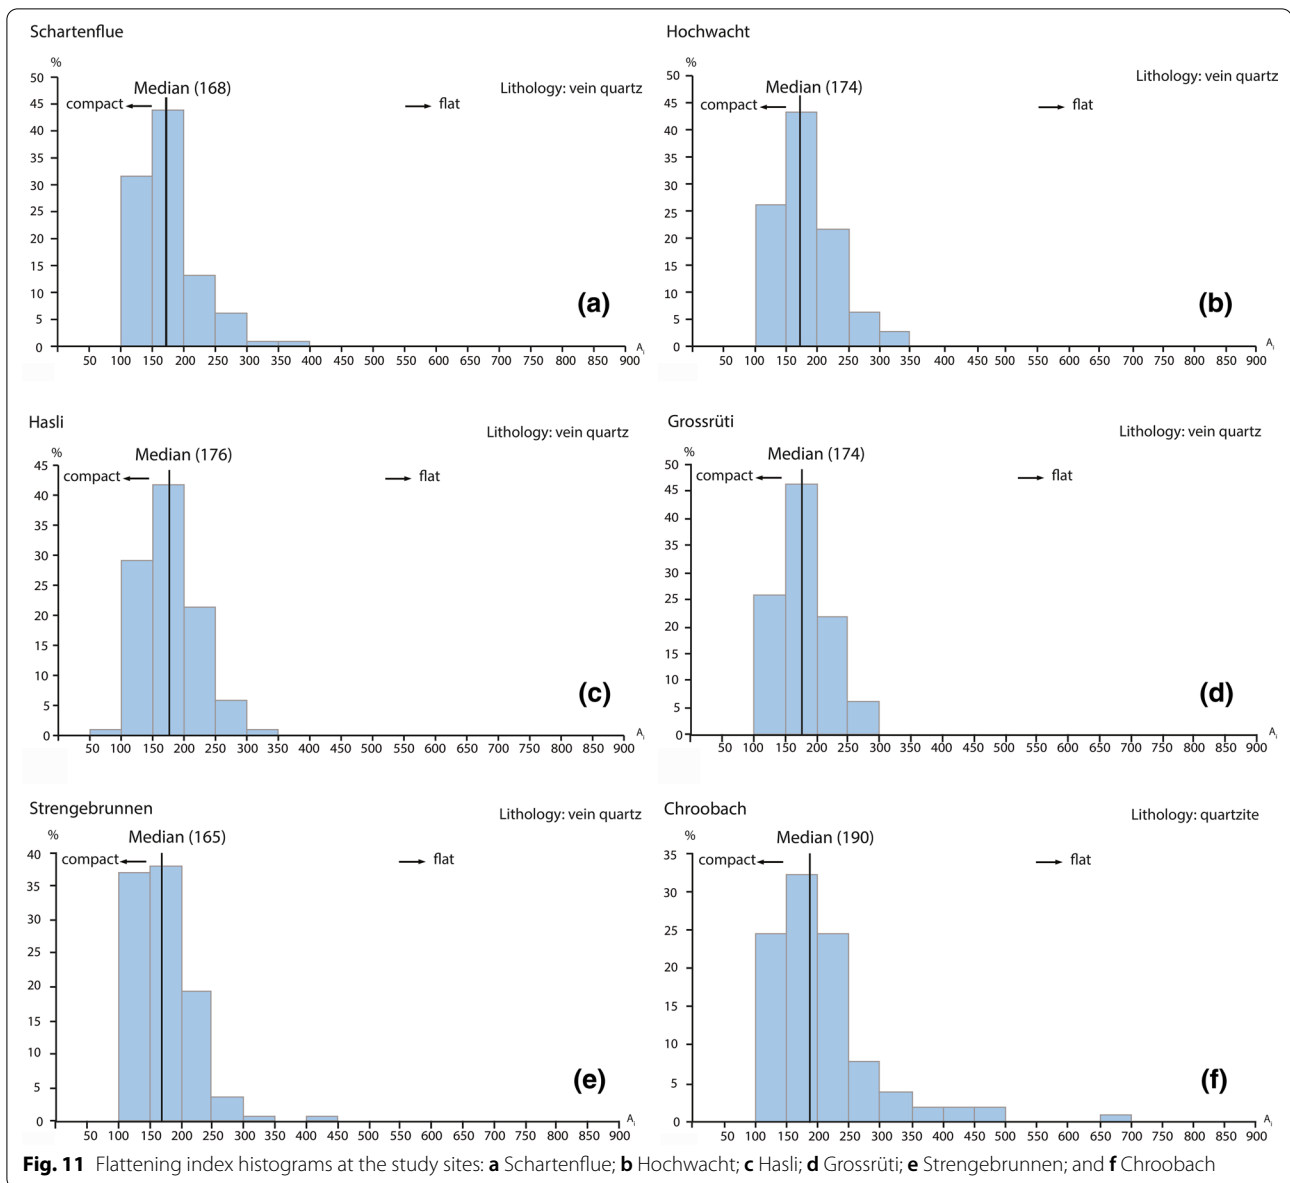 Schartenflue
%
Median (168)
Lithology: vein quartz
compact
flat
50
45
40
35
30
25
20
15
10
5
0
50 100 150 200 250 300 350 400 450 500 550 600 650 700 750 800 850 900 Ai
(a)
Hochwacht
%
Median (174)
Lithology: vein quartz
compact
flat
50
45
40
35
30
25
20
15
10
5
0
50 100 150 200 250 300 350 400 450 500 550 600 650 700 750 800 850 900 Ai
(b)
Hasli
%
Median (176)
Lithology: vein quartz
compact
flat
45
40
35
30
25
20
15
10
5
0
50 100 150 200 250 300 350 400 450 500 550 600 650 700 750 800 850 900 Ai
(c)
Grossrüti
%
Median (174)
Lithology: vein quartz
compact
flat
50
45
40
35
30
25
20
15
10
5
0
50 100 150 200 250 300 350 400 450 500 550 600 650 700 750 800 850 900 Ai
(d)
Strengebrunnen
%
Median (165)
Lithology: vein quartz
compact
flat
40
35
30
25
20
15
10
5
0
50 100 150 200 250 300 350 400 450 500 550 600 650 700 750 800 850 900 Ai
(e)
Chroobach
%
Median (190)
Lithology: quartzite
compact
flat
35
30
25
20
15
10
5
0
50 100 150 200 250 300 350 400 450 500 550 600 650 700 750 800 850 900 Ai
(f)
Fig. 11 Flattening index histograms at the study sites: a Schartenflue; b Hochwacht; c Hasli; d Grossrüti; e Strengebrunnen; and f Chroobach